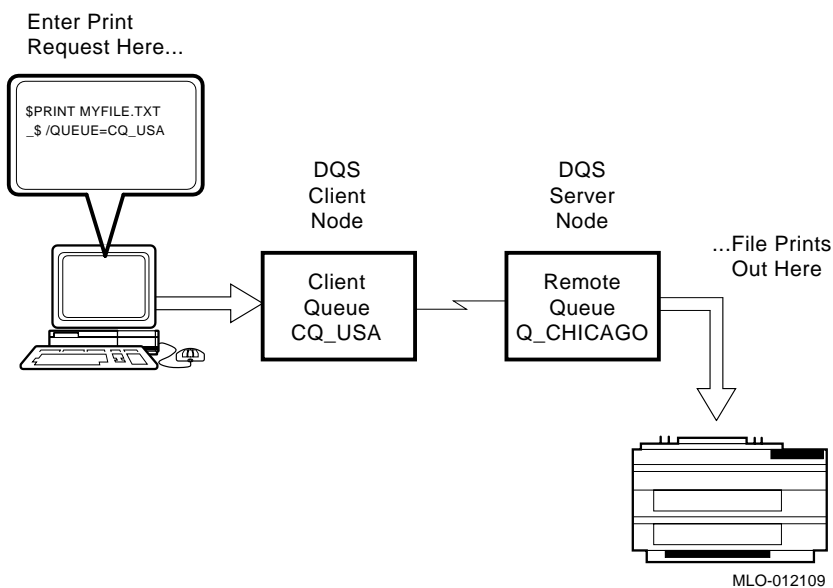 Enter Print
Request Here...
$PRINT MYFILE.TXT
_$ /QUEUE=CQ_USA
DQS
Client
Node
DQS
Server
Node
...File Prints
Out Here
Client
Queue
CQ_USA
Remote
Queue
Q_CHICAGO
MLO-012109